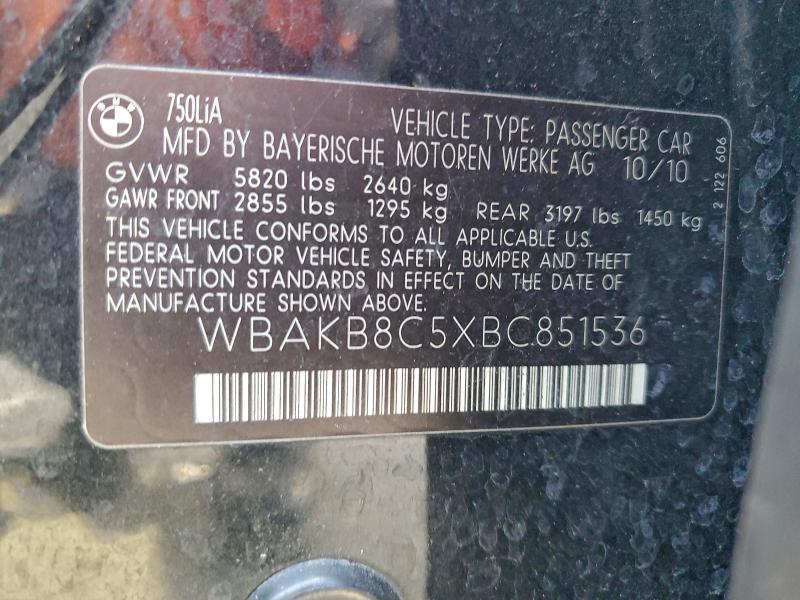 BMW
750LiA
VEHICLE TYPE: PASSENGER CAR
MFD BY BAYERISCHE MOTOREN WERKE AG 10/10
GVWR 5820 lbs 2640 kg
GAWR FRONT 2855 lbs 1295 kg REAR 3197 lbs 1450 kg
THIS VEHICLE CONFORMS TO ALL APPLICABLE U.S.
FEDERAL MOTOR VEHICLE SAFETY, BUMPER AND THEFT
PREVENTION STANDARDS IN EFFECT ON THE DATE OF
MANUFACTURE SHOWN ABOVE.
WBAKB8C5XBC851536
2 122 606